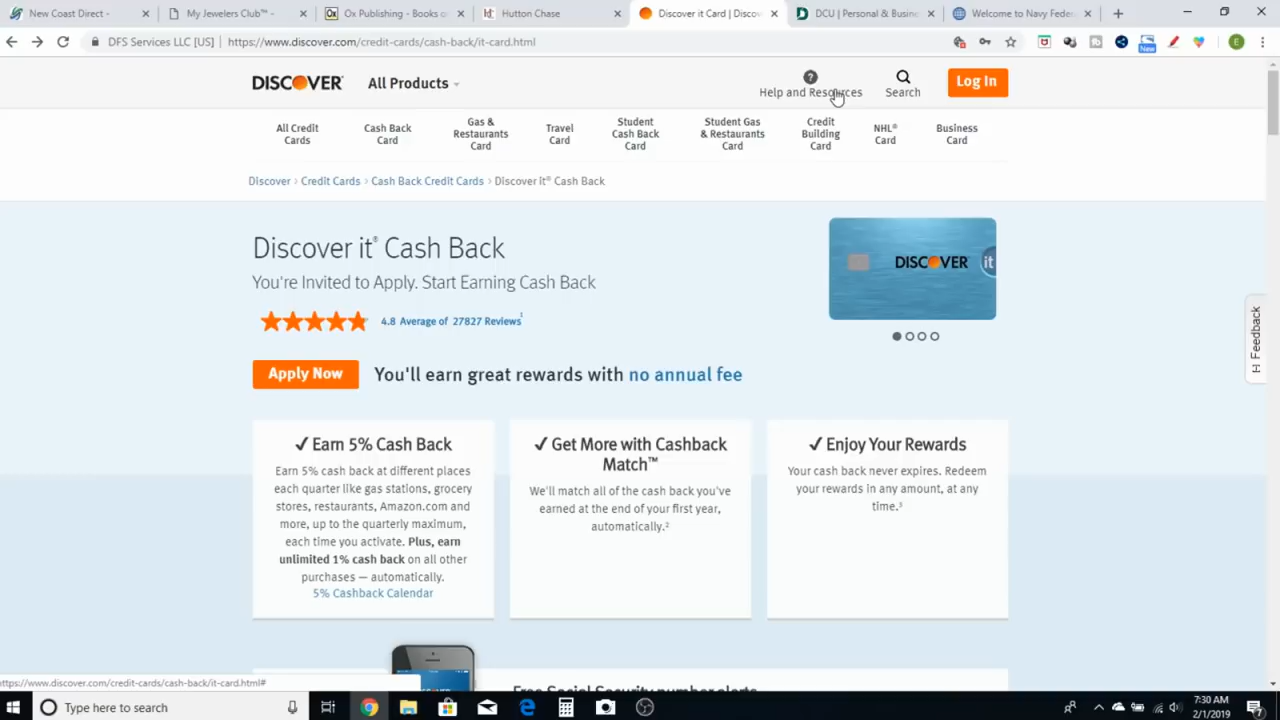 New Coast Direct -
My Jewelers Club™ -
Ox Publishing - Books o
Hutton Chase
Discover it Card | Disco
DCU | Personal & Busin
Welcome to Navy Feder
DFS Services LLC [US] | https://www.discover.com/credit-cards/cash-back/it-card.html
New
E
DISCOVER
All Products
? Help and Resources
Search
Log In
All Credit Cards
Cash Back Card
Gas & Restaurants Card
Travel Card
Student Cash Back Card
Student Gas & Restaurants Card
Credit Building Card
NHL® Card
Business Card
Discover > Credit Cards > Cash Back Credit Cards > Discover it® Cash Back
Discover it® Cash Back
You're Invited to Apply. Start Earning Cash Back
4.8 Average of 27827 Reviews¹
DISCOVER it
Apply Now
You'll earn great rewards with no annual fee
Feedback
✓ Earn 5% Cash Back
Earn 5% cash back at different places
each quarter like gas stations, grocery
stores, restaurants, Amazon.com and
more, up to the quarterly maximum,
each time you activate. Plus, earn
unlimited 1% cash back on all other
purchases — automatically.
5% Cashback Calendar
✓ Get More with Cashback
Match™
We'll match all of the cash back you've
earned at the end of your first year,
automatically.²
✓ Enjoy Your Rewards
Your cash back never expires. Redeem
your rewards in any amount, at any
time.³
Free Social Security number alerts
https://www.discover.com/credit-cards/cash-back/it-card.html#
Type here to search
7:30 AM
2/1/2019